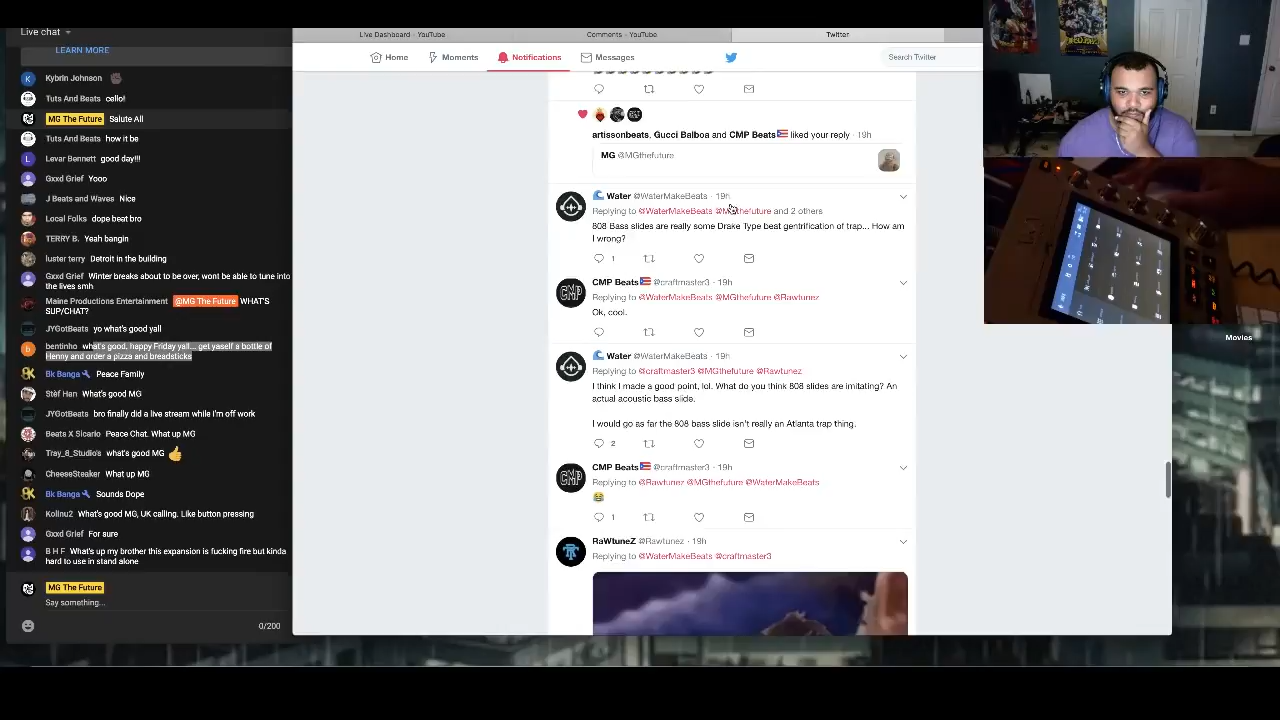 Live chat
LEARN MORE
Kybrin Johnson
Tuts And Beats cello!
MG The Future Salute All
Tuts And Beats how it be
Levar Bennett good day!!!
Gxxd Grief Yooo
J Beats and Waves Nice
Local Folks dope beat bro
TERRY B. Yeah bangin
luster terry Detroit in the building
Gxxd Grief Winter breaks about to be over, wont be able to tune into
the lives smh
Maine Productions Entertainment @MG The Future WHAT'S
SUP/CHAT?
JYGotBeats yo what's good yall
bentinho what's good, happy Friday yall... get yaself a bottle of
Henny and order a pizza and breadsticks
Bk Banga Peace Family
Stèf Han What's good MG
JYGotBeats bro finally did a live stream while I'm off work
Beats X Sicario Peace Chat. What up MG
Tray_8_Studio's what's good MG 👍
CheeseSteaker What up MG
Bk Banga Sounds Dope
Kolinu2 What's good MG, UK calling. Like button pressing
Gxxd Grief For sure
B H F What's up my brother this expansion is fucking fire but kinda
hard to use in stand alone
MG The Future
Say something...
0/200
Live Dashboard - YouTube
Comments - YouTube
Twitter
Home
Moments
Notifications
Messages
Search Twitter
artissonbeats, Gucci Balboa and CMP Beats🇵🇷 liked your reply · 19h
MG @MGthefuture
🌊 Water @WaterMakeBeats · 19h
Replying to @WaterMakeBeats @MGthefuture and 2 others
808 Bass slides are really some Drake Type beat gentrification of trap... How am
I wrong?
1
CMP Beats🇵🇷 @craftmaster3 · 19h
Replying to @WaterMakeBeats @MGthefuture @Rawtunez
Ok, cool.
🌊 Water @WaterMakeBeats · 19h
Replying to @craftmaster3 @MGthefuture @Rawtunez
I think I made a good point, lol. What do you think 808 slides are imitating? An
actual acoustic bass slide.
I would go as far the 808 bass slide isn't really an Atlanta trap thing.
2
CMP Beats🇵🇷 @craftmaster3 · 19h
Replying to @Rawtunez @MGthefuture @WaterMakeBeats
😂
1
RaWtuneZ @Rawtunez · 19h
Replying to @WaterMakeBeats @craftmaster3
CMP
CMP
Movies